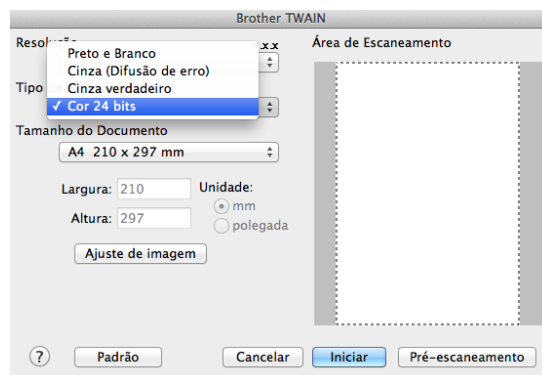 Brother TWAIN
Resolução
x.x
Área de Escaneamento
Preto e Branco
Cinza (Difusão de erro)
Tipo
Cinza verdadeiro
✓ Cor 24 bits
Tamanho do Documento
A4 210 x 297 mm
Largura: 210
Unidade:
mm
Altura: 297
polegada
Ajuste de imagem
?
Padrão
Cancelar
Iniciar
Pré-escaneamento